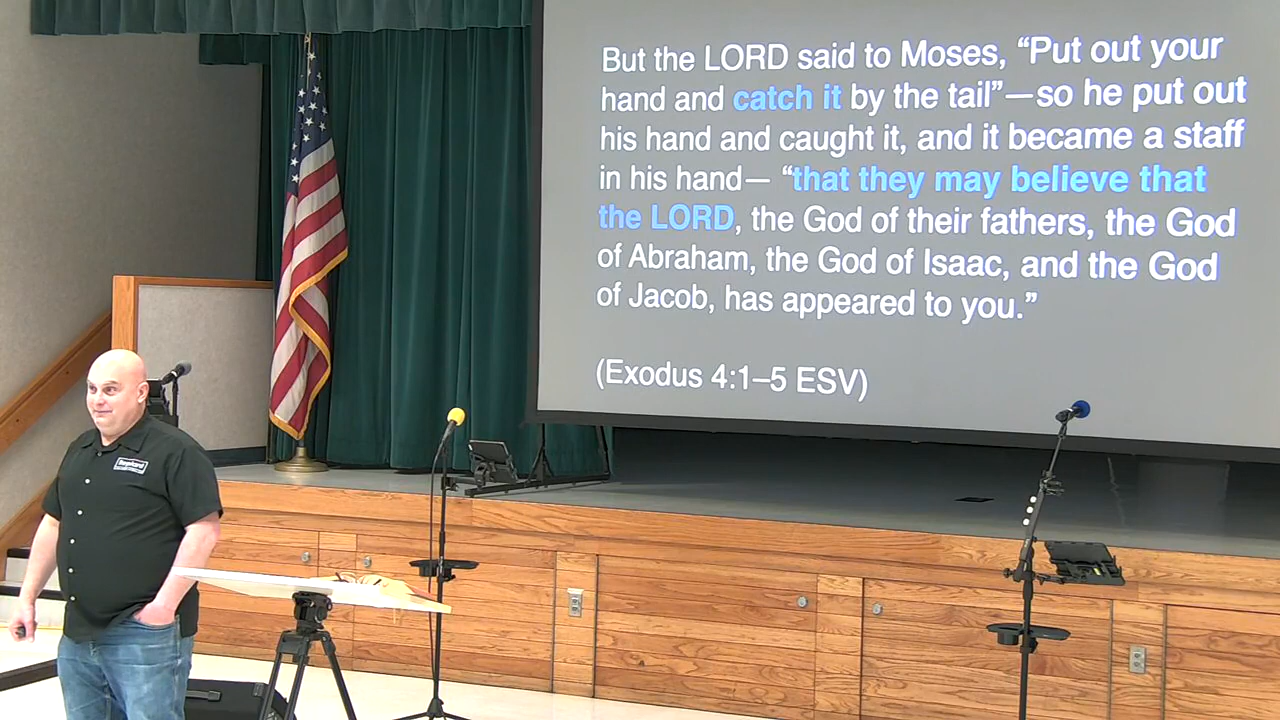 But the LORD said to Moses, “Put out your
hand and catch it by the tail”—so he put out
his hand and caught it, and it became a staff
in his hand— “that they may believe that
the LORD, the God of their fathers, the God
of Abraham, the God of Isaac, and the God
of Jacob, has appeared to you.”
(Exodus 4:1–5 ESV)